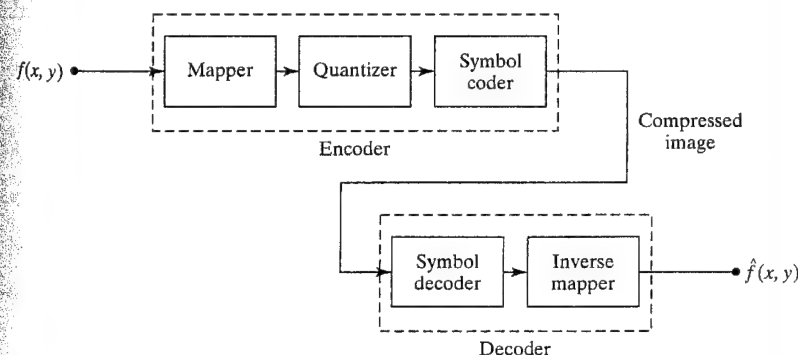 f(x, y)
Mapper
Quantizer
Symbol
coder
Encoder
Compressed
image
Symbol
decoder
Inverse
mapper
f̂(x, y)
Decoder